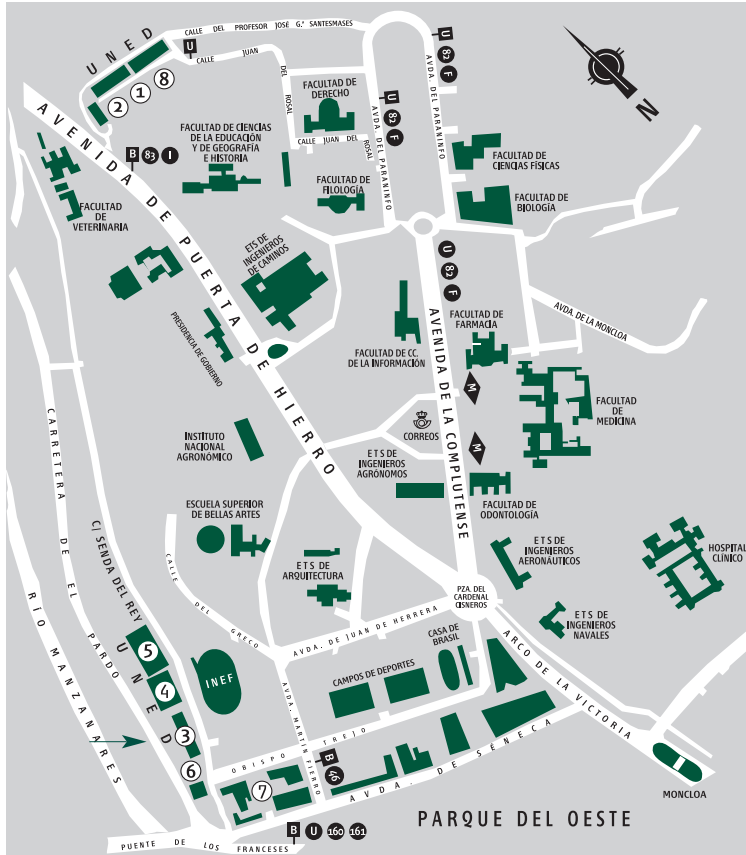 CALLE DEL PROFESOR JOSÉ G.ª SANTESMASES
UNED
U
CALLE JUAN DEL ROSAL
8
1
2
U
82
F
AVDA. DEL PARANINFO
U
82
F
AVDA. DEL PARANINFO
N
FACULTAD DE
DERECHO
CALLE JUAN DEL ROSAL
AVENIDA DE PUERTA DE HIERRO
B 83 I
FACULTAD DE CIENCIAS
DE LA EDUCACIÓN
Y DE GEOGRAFÍA
E HISTORIA
FACULTAD DE
FILOLOGÍA
FACULTAD DE
CIENCIAS FÍSICAS
FACULTAD DE
BIOLOGÍA
FACULTAD
DE
VETERINARIA
ETS DE
INGENIEROS
DE CAMINOS
U
82
F
AVENIDA DE LA COMPLUTENSE
AVDA. DE LA MONCLOA
PRESIDENCIA DE GOBIERNO
FACULTAD DE CC.
DE LA INFORMACIÓN
FACULTAD DE
FARMACIA
M
FACULTAD
DE
MEDICINA
CORREOS
M
INSTITUTO
NACIONAL
AGRONÓMICO
ETS DE
INGENIEROS
AGRÓNOMOS
FACULTAD DE
ODONTOLOGÍA
CARRETERA DE EL PARDO
ESCUELA SUPERIOR
DE BELLAS ARTES
C/ SENDA DEL REY
CALLE DEL GRECO
ETS DE
ARQUITECTURA
ETS DE
INGENIEROS
AERONÁUTICOS
HOSPITAL
CLÍNICO
PZA. DEL
CARDENAL
CISNEROS
ETS DE
INGENIEROS
NAVALES
RÍO MANZANARES
UNED
5
4
3
6
INEF
AVDA. DE JUAN DE HERRERA
CASA DE
BRASIL
CAMPOS DE DEPORTES
ARCO DE LA VICTORIA
AVDA. MARTÍN FIERRO
OBISPO TREJO
B
46
7
AVDA. DE SÉNECA
MONCLOA
PARQUE DEL OESTE
B U 160 161
PUENTE DE LOS FRANCESES